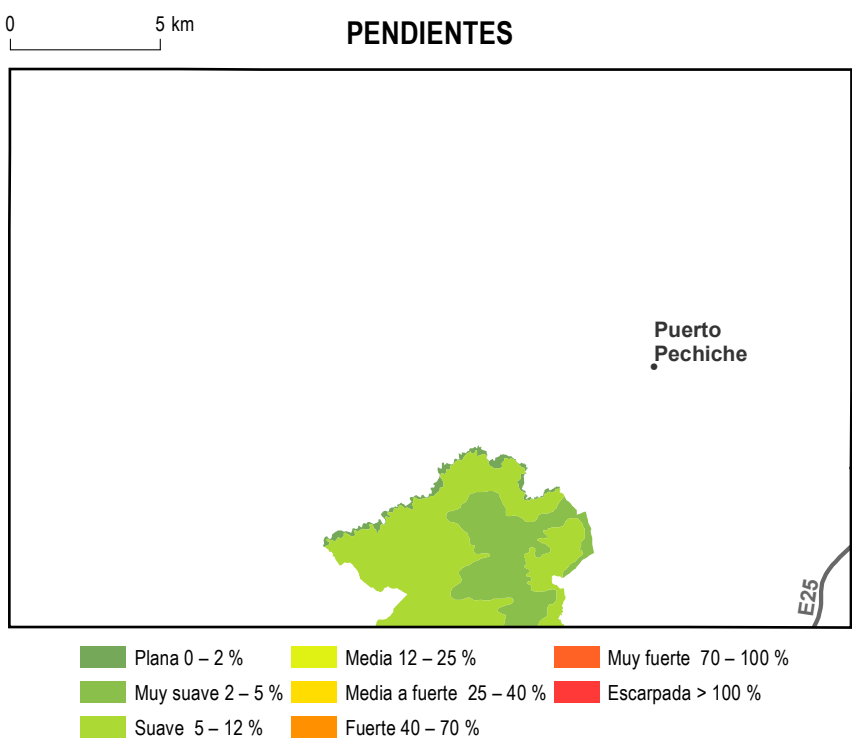 0 5 km
PENDIENTES
Puerto
Pechiche
E25
Plana 0 – 2 %
Muy suave 2 – 5 %
Suave 5 – 12 %
Media 12 – 25 %
Media a fuerte 25 – 40 %
Fuerte 40 – 70 %
Muy fuerte 70 – 100 %
Escarpada > 100 %